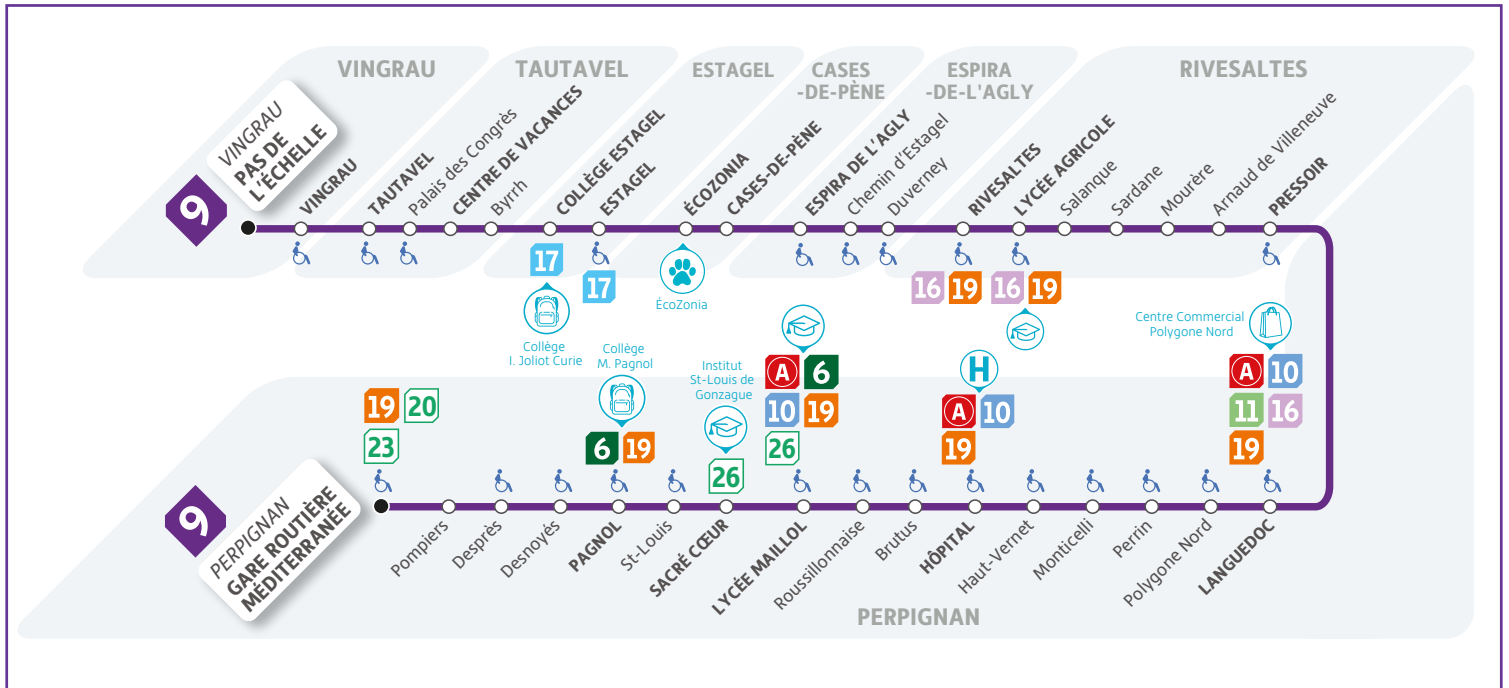 VINGRAU
TAUTAVEL
ESTAGEL
CASES
-DE-PÈNE
ESPIRA
-DE-L'AGLY
RIVESALTES
9
VINGRAU
PAS DE
L'ÉCHELLE
VINGRAU
TAUTAVEL
Palais des Congrès
CENTRE DE VACANCES
Byrrh
COLLÈGE ESTAGEL
ESTAGEL
ÉCOZONIA
CASES-DE-PÈNE
ESPIRA DE L'AGLY
Chemin d'Estagel
Duverney
RIVESALTES
LYCÉE AGRICOLE
Salanque
Sardane
Mourère
Arnaud de Villeneuve
PRESSOIR
17
17
16 19
16 19
Collège
I. Joliot Curie
ÉcoZonia
Centre Commercial
Polygone Nord
Collège
M. Pagnol
Institut
St-Louis de
Gonzague
19 20
23
6 19
26
A 6
10 19
26
H
A 10
19
A 10
11 16
19
9
PERPIGNAN
GARE ROUTIÈRE
MÉDITERRANÉE
Pompiers
Desprès
Desnoyés
PAGNOL
St-Louis
SACRÉ CŒUR
LYCÉE MAILLOL
Roussillonnaise
Brutus
HÔPITAL
Haut-Vernet
Monticelli
Perrin
Polygone Nord
LANGUEDOC
PERPIGNAN